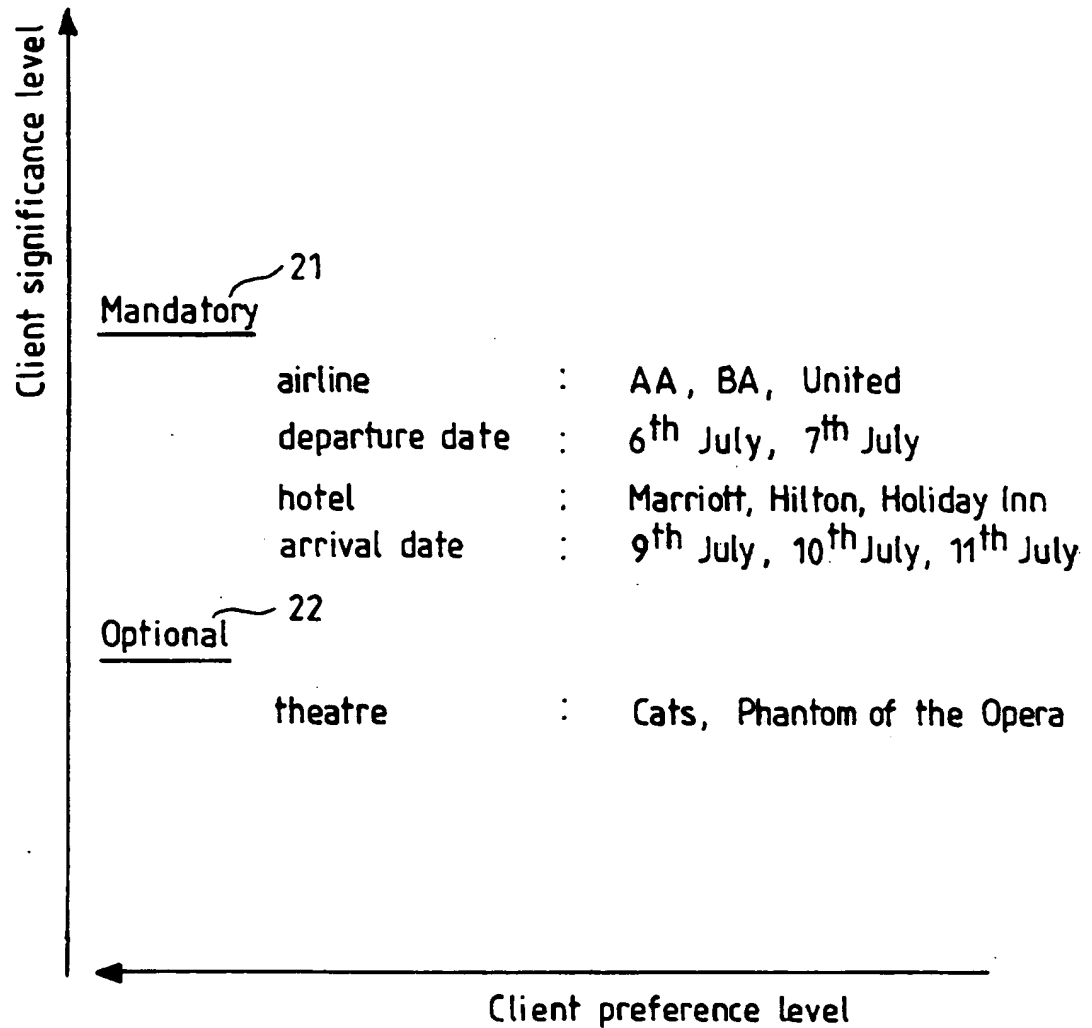 Client significance level
21
Mandatory
airline : AA, BA, United
departure date : 6th July, 7th July
hotel : Marriott, Hilton, Holiday Inn
arrival date : 9th July, 10th July, 11th July
22
Optional
theatre : Cats, Phantom of the Opera
Client preference level